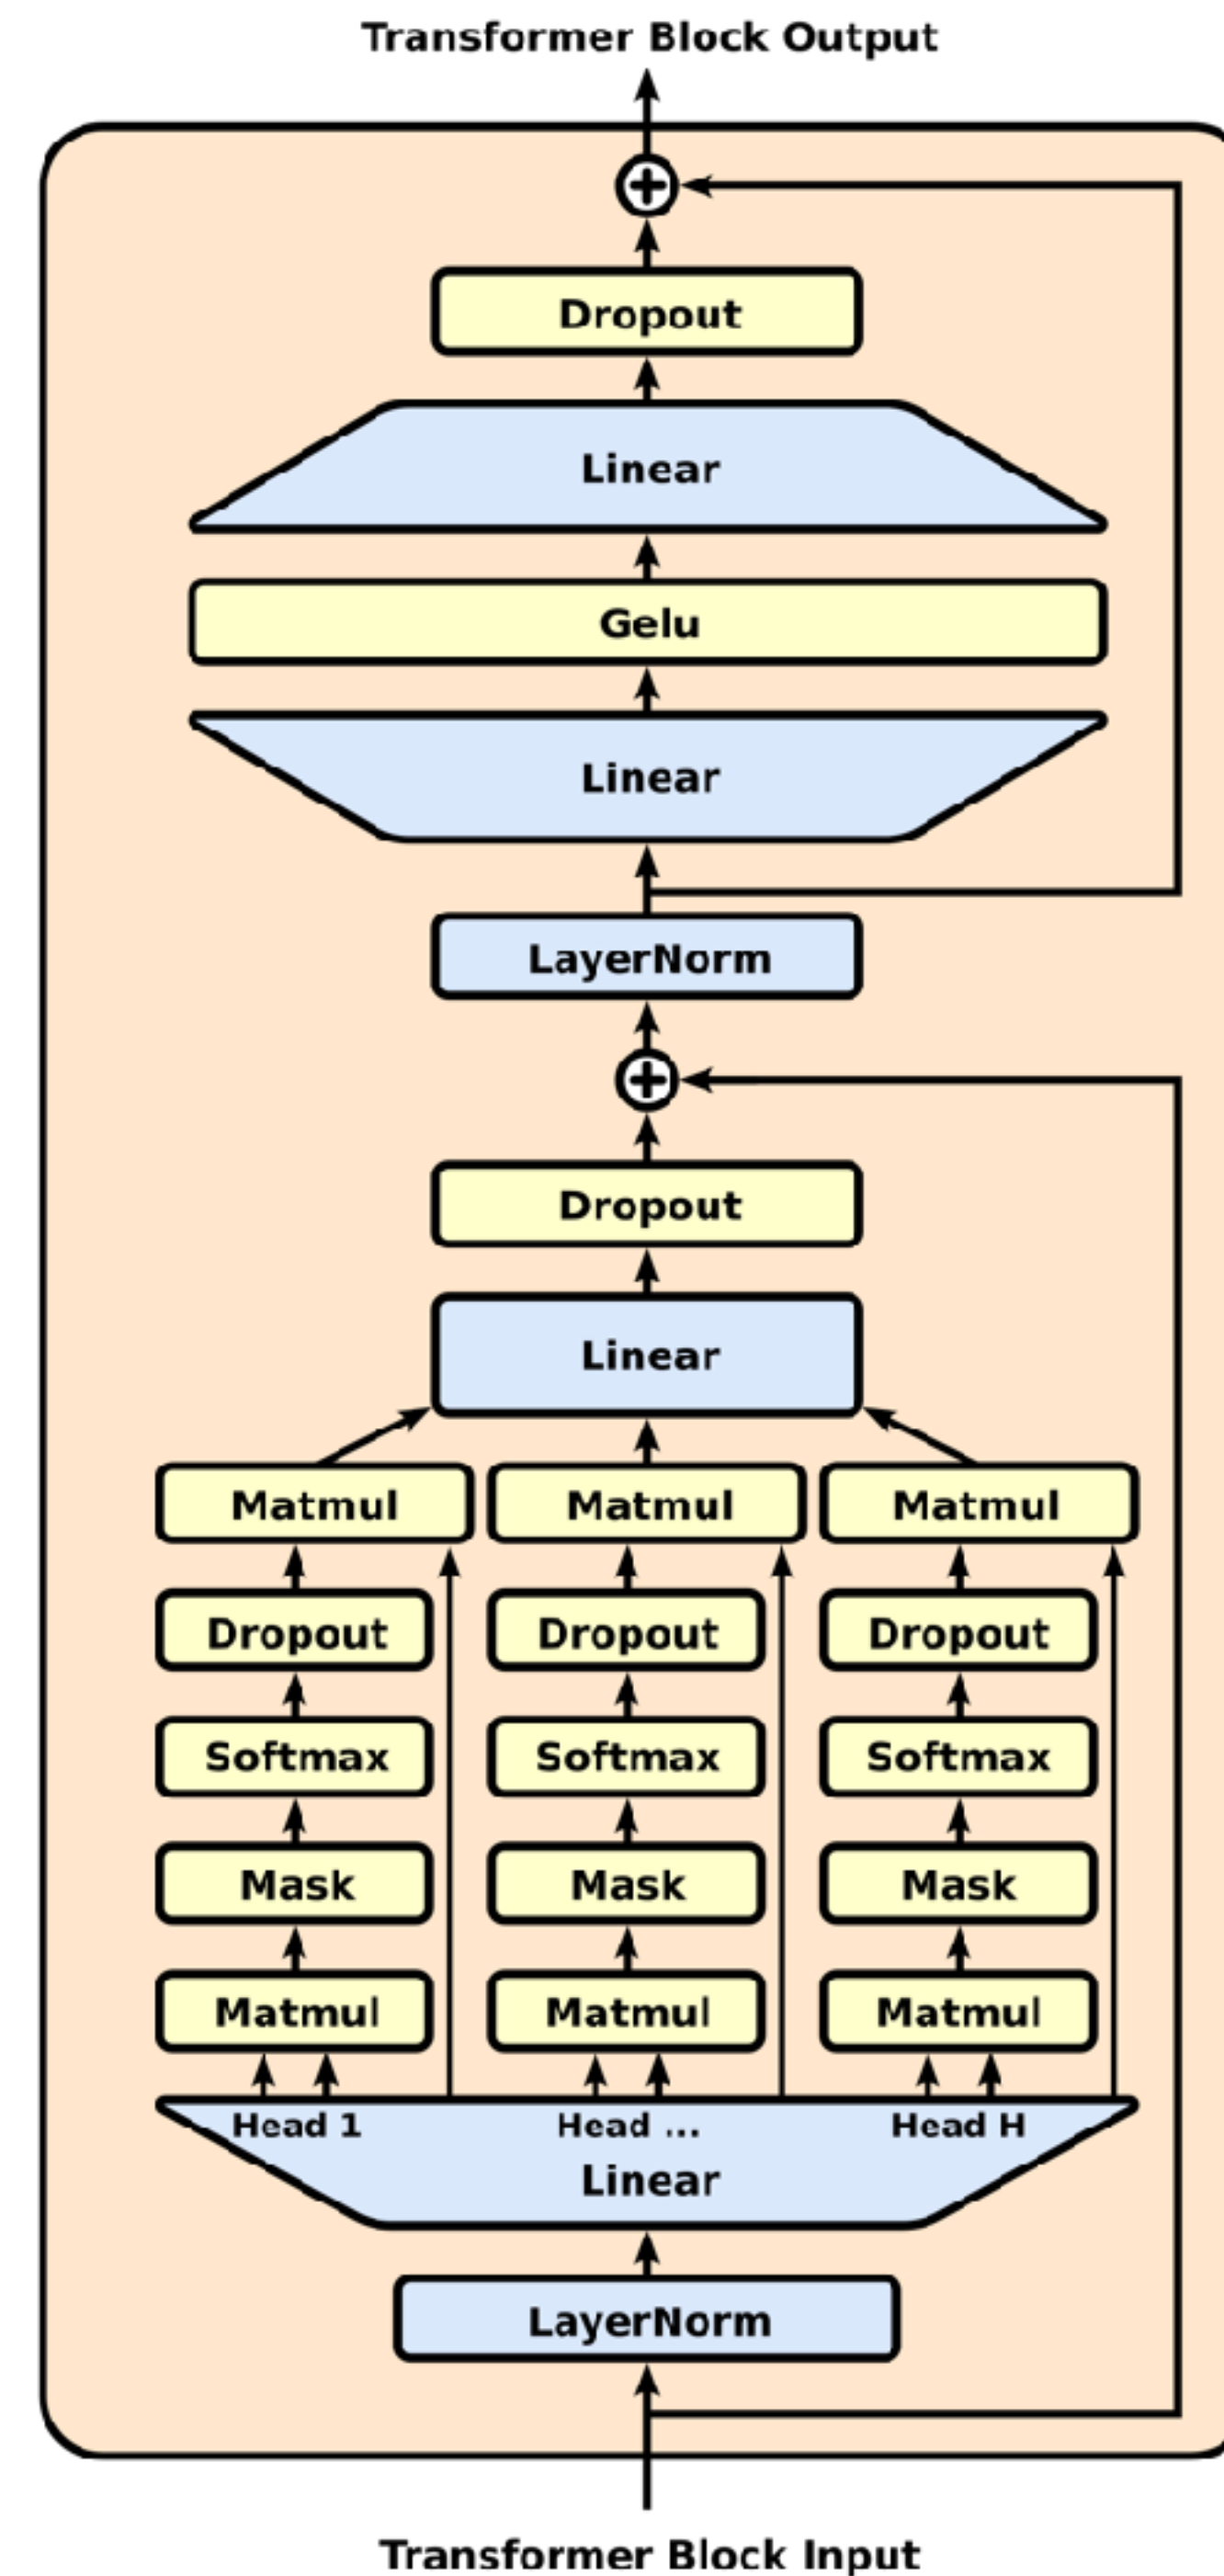 Transformer Block Output
Dropout
Linear
Gelu
Linear
LayerNorm
Dropout
Linear
Matmul Matmul Matmul
Dropout Dropout Dropout
Softmax Softmax Softmax
Mask Mask Mask
Matmul Matmul Matmul
Head 1 Head ... Head H
Linear
LayerNorm
Transformer Block Input